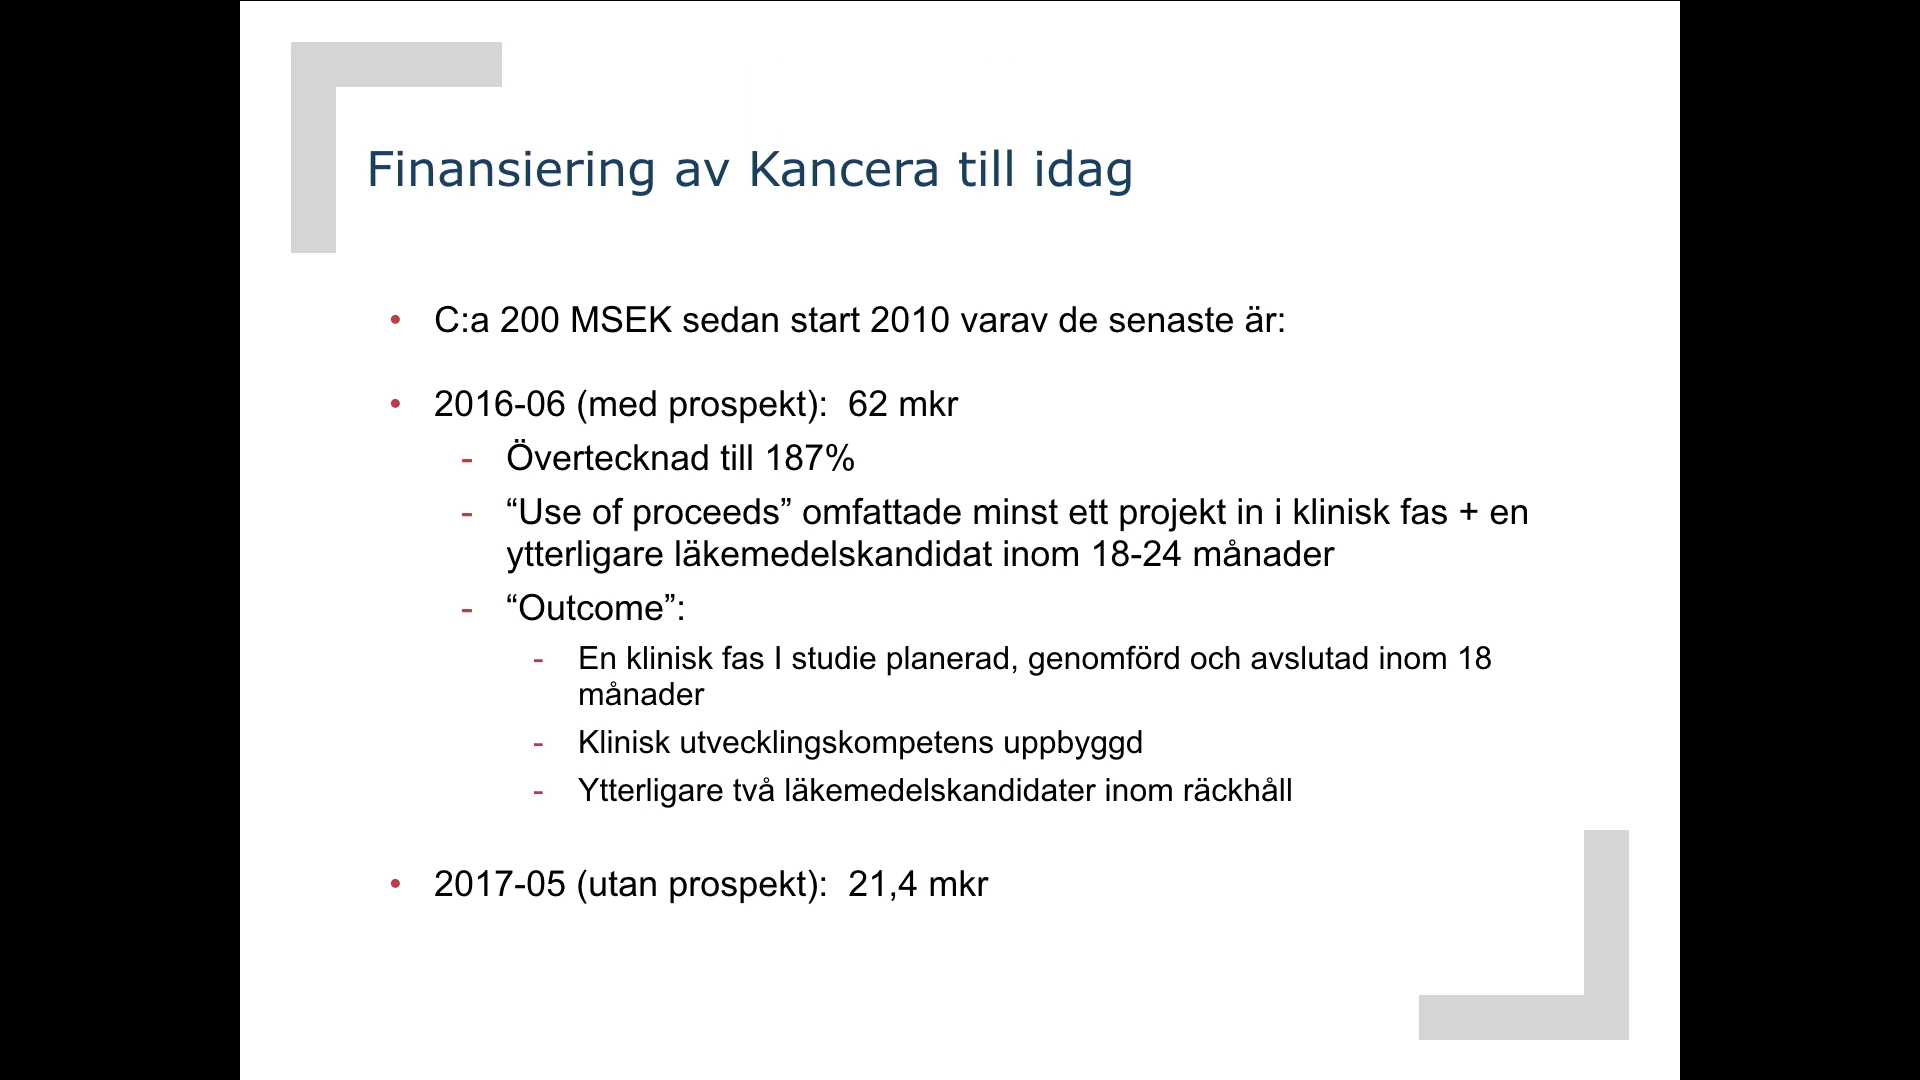 Finansiering av Kancera till idag
• C:a 200 MSEK sedan start 2010 varav de senaste är:
• 2016-06 (med prospekt):  62 mkr
- Övertecknad till 187%
- “Use of proceeds” omfattade minst ett projekt in i klinisk fas + en
ytterligare läkemedelskandidat inom 18-24 månader
- “Outcome”:
- En klinisk fas I studie planerad, genomförd och avslutad inom 18
månader
- Klinisk utvecklingskompetens uppbyggd
- Ytterligare två läkemedelskandidater inom räckhåll
• 2017-05 (utan prospekt):  21,4 mkr